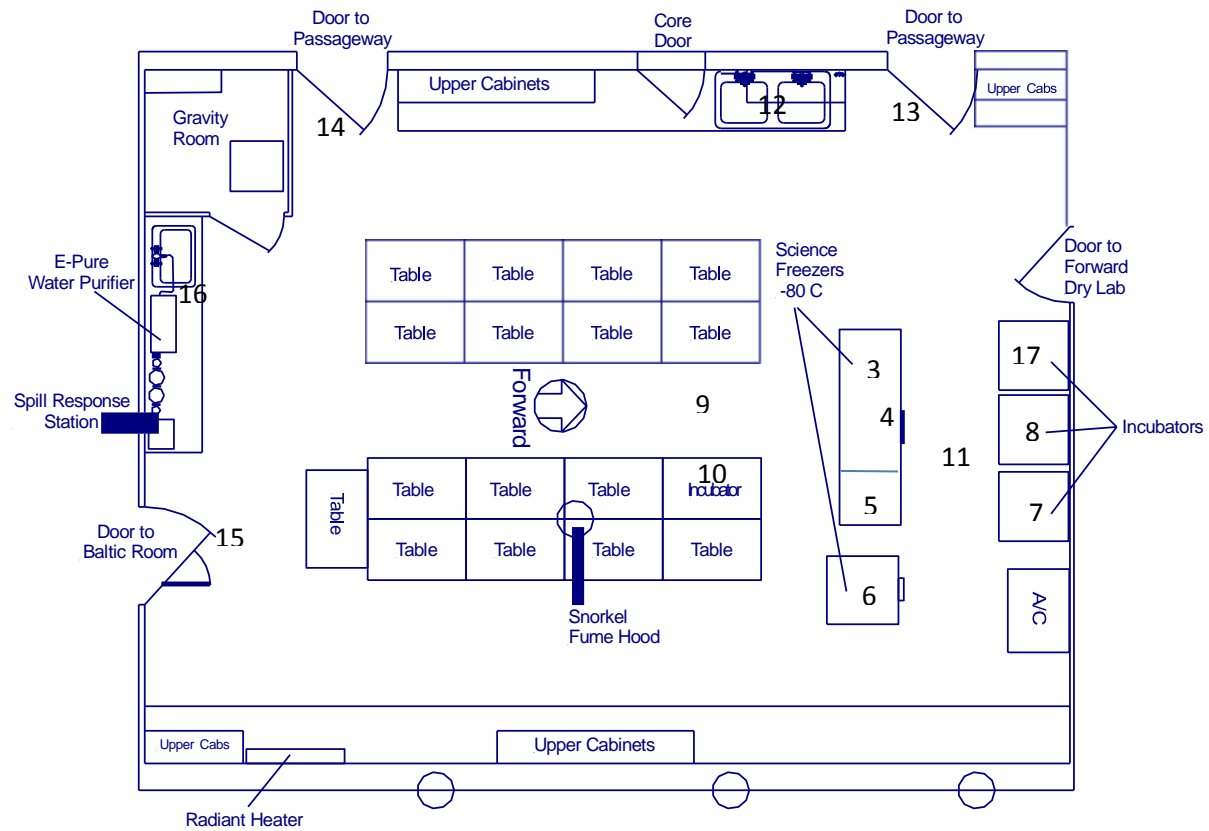 Door to
Passageway
Core
Door
Door to
Passageway
Upper Cabinets
Upper Cabs
12
13
14
Gravity
Room
E-Pure
Water Purifier
16
Table
Table
Table
Table
Table
Table
Table
Table
Science
Freezers
-80 C
Door to
Forward
Dry Lab
3
17
4
9
Forward
Spill Response
Station
8
Incubators
11
10
Table
Table
Table
Incubator
5
7
Table
Door to
Baltic Room
15
Table
Table
Table
Table
6
A/C
Snorkel
Fume Hood
Upper Cabs
Upper Cabinets
Radiant Heater